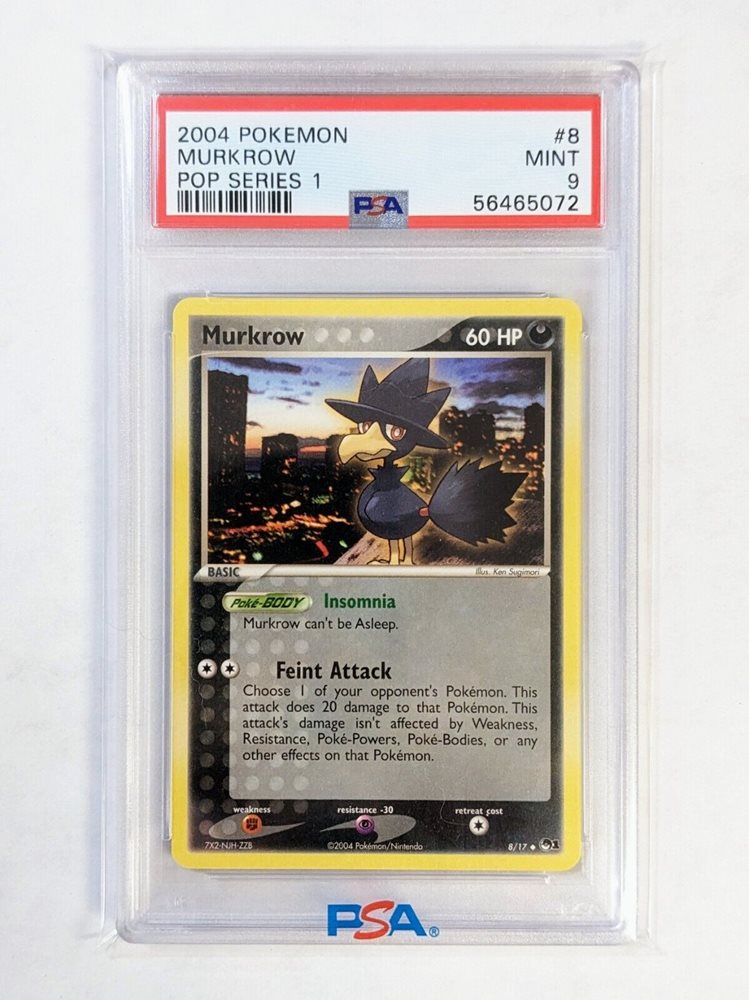 2004 POKEMON #8
MURKROW MINT
POP SERIES 1 9
PSA 56465072
Murkrow 60 HP
BASIC Illus. Ken Sugimori
Poké-BODY Insomnia
Murkrow can't be Asleep.
Feint Attack
Choose 1 of your opponent's Pokémon. This
attack does 20 damage to that Pokémon. This
attack's damage isn't affected by Weakness,
Resistance, Poké-Powers, Poké-Bodies, or any
other effects on that Pokémon.
weakness resistance -30 retreat cost
7X2-NJH-ZZB ©2004 Pokémon/Nintendo 8/17
PSA®